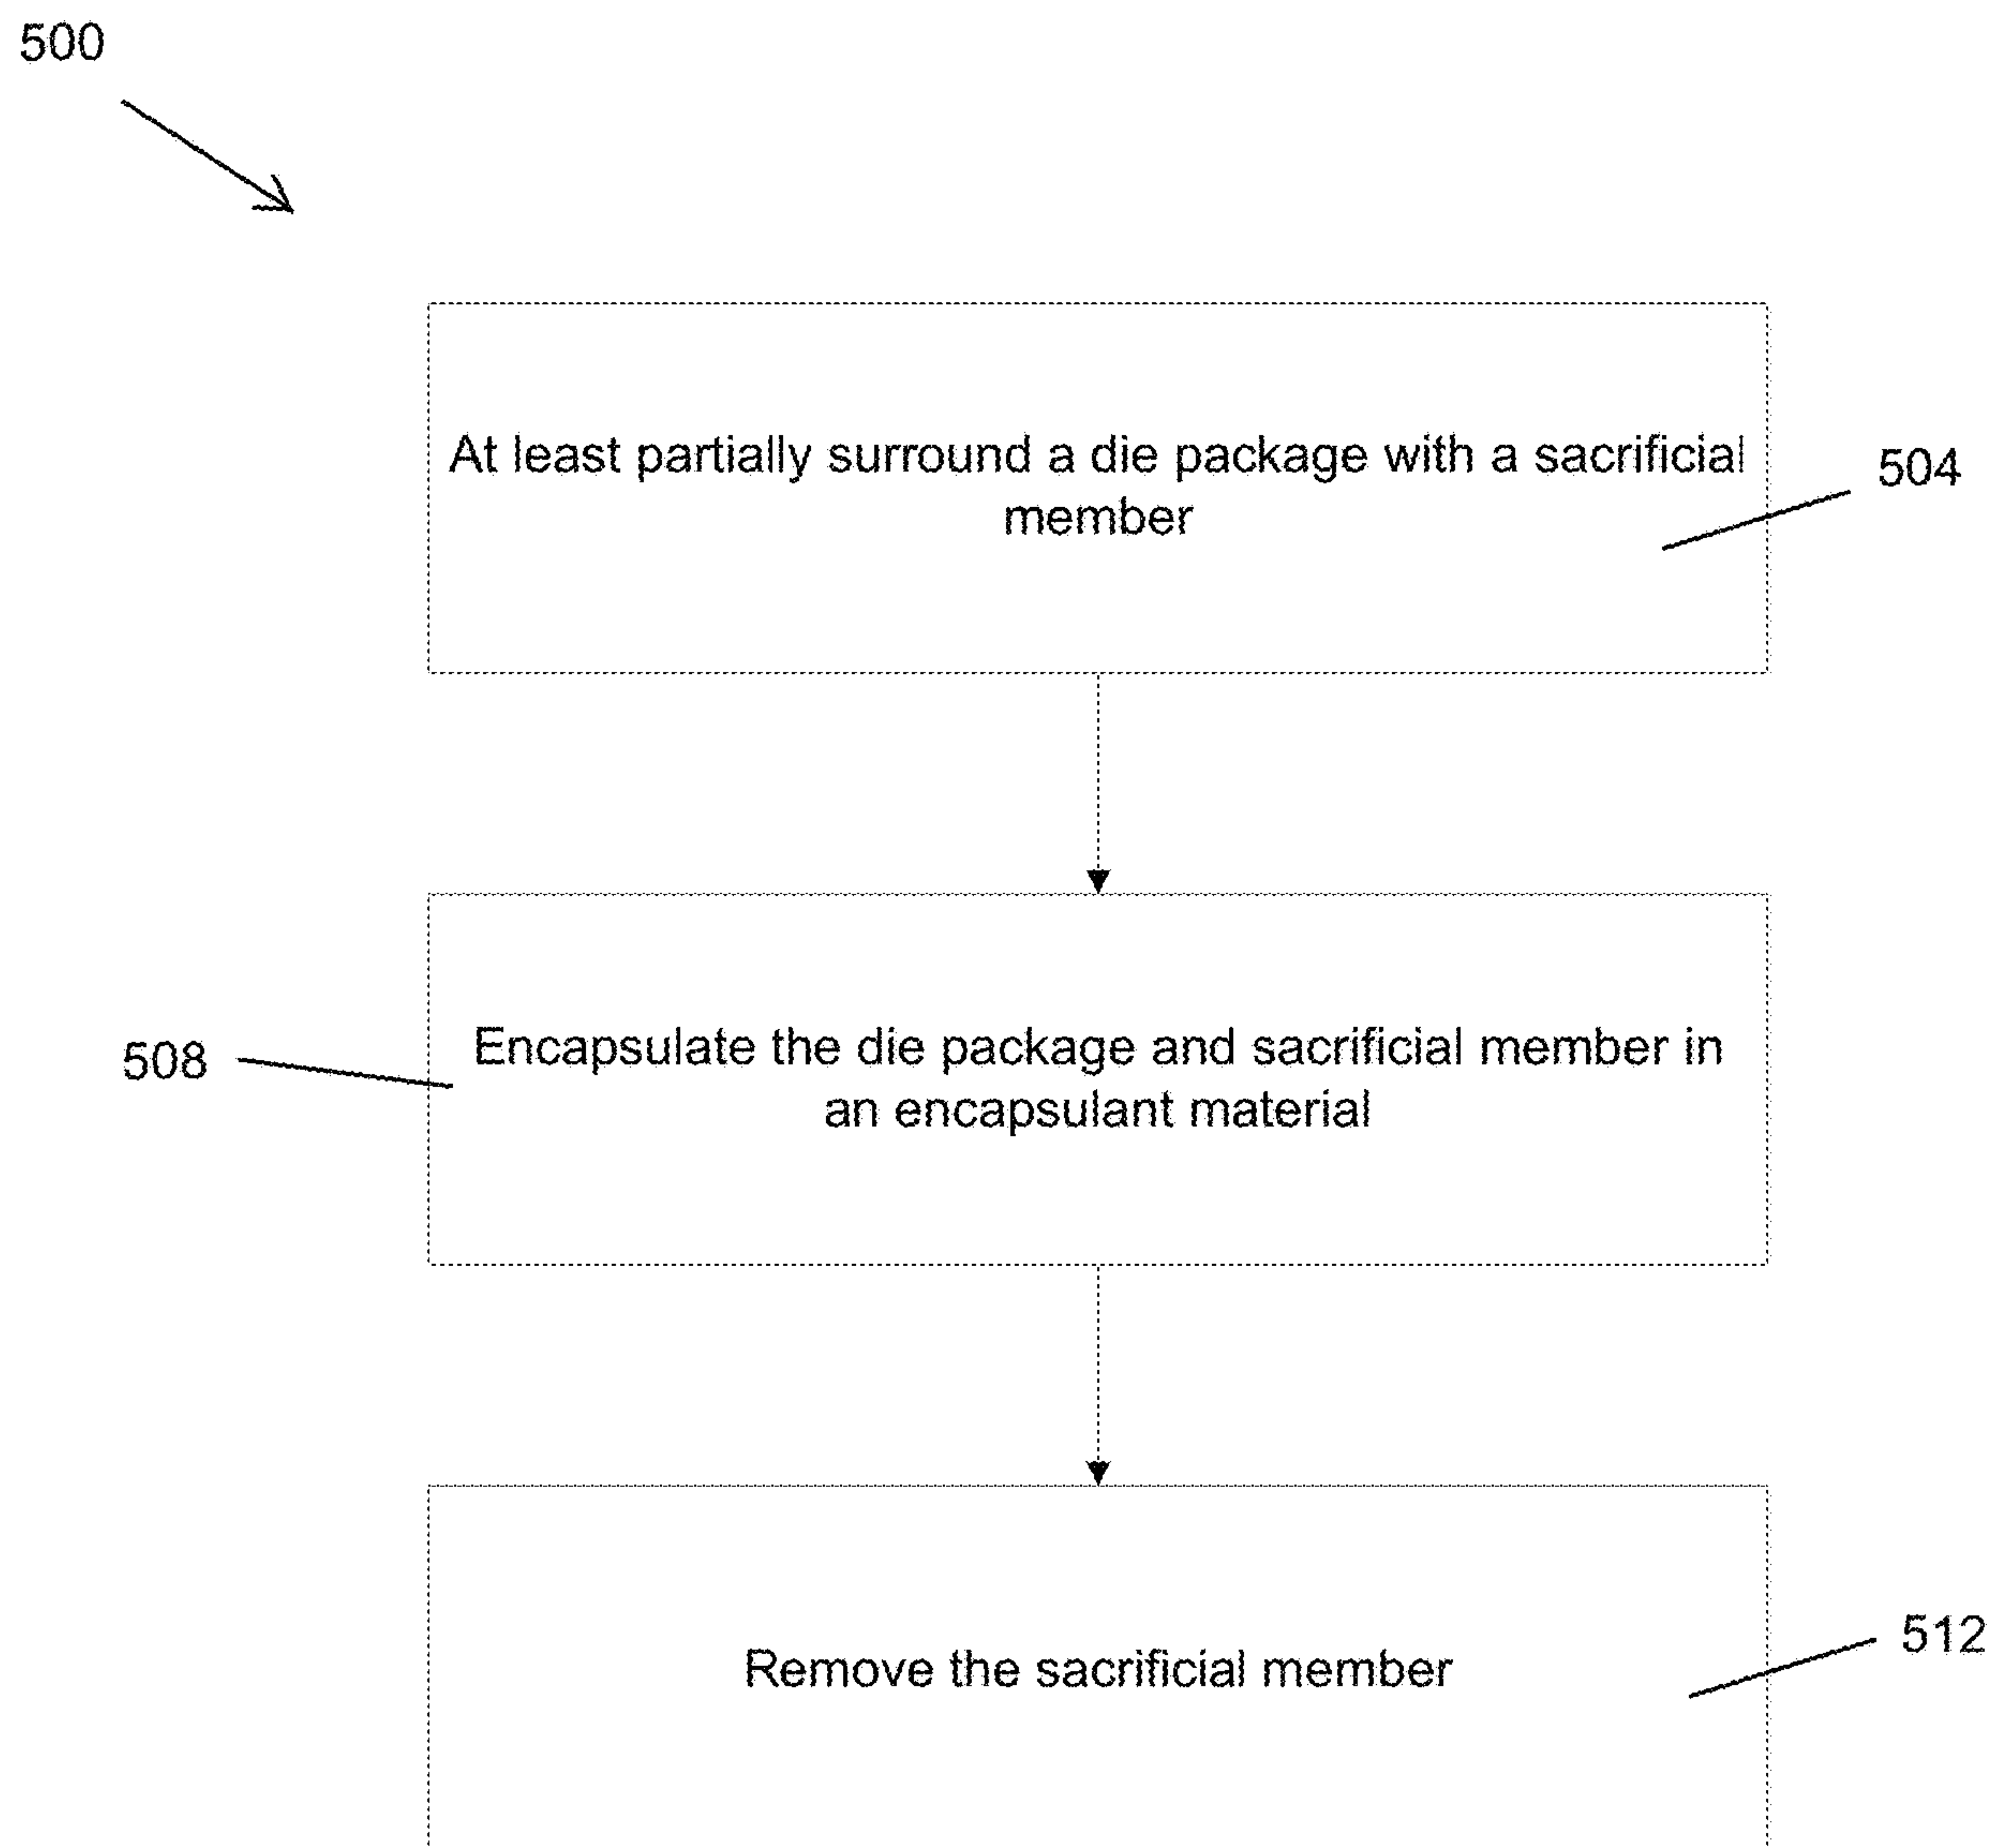 500
At least partially surround a die package with a sacrificial
member
504
Encapsulate the die package and sacrificial member in
an encapsulant material
508
Remove the sacrificial member
512